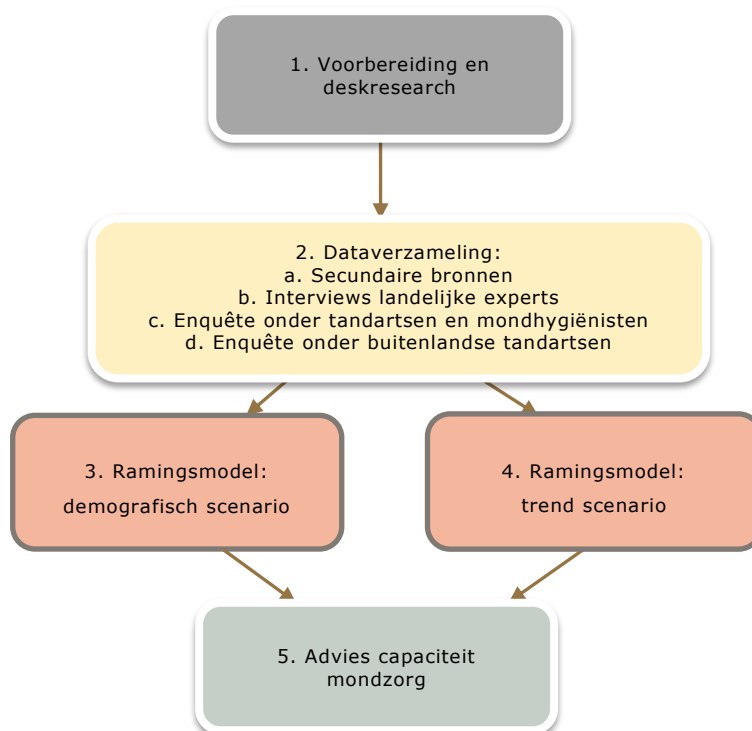 1. Voorbereiding en
deskresearch
2. Dataverzameling:
a. Secundaire bronnen
b. Interviews landelijke experts
c. Enquête onder tandartsen en mondhygiënisten
d. Enquête onder buitenlandse tandartsen
3. Ramingsmodel:
demografisch scenario
4. Ramingsmodel:
trend scenario
5. Advies capaciteit
mondzorg